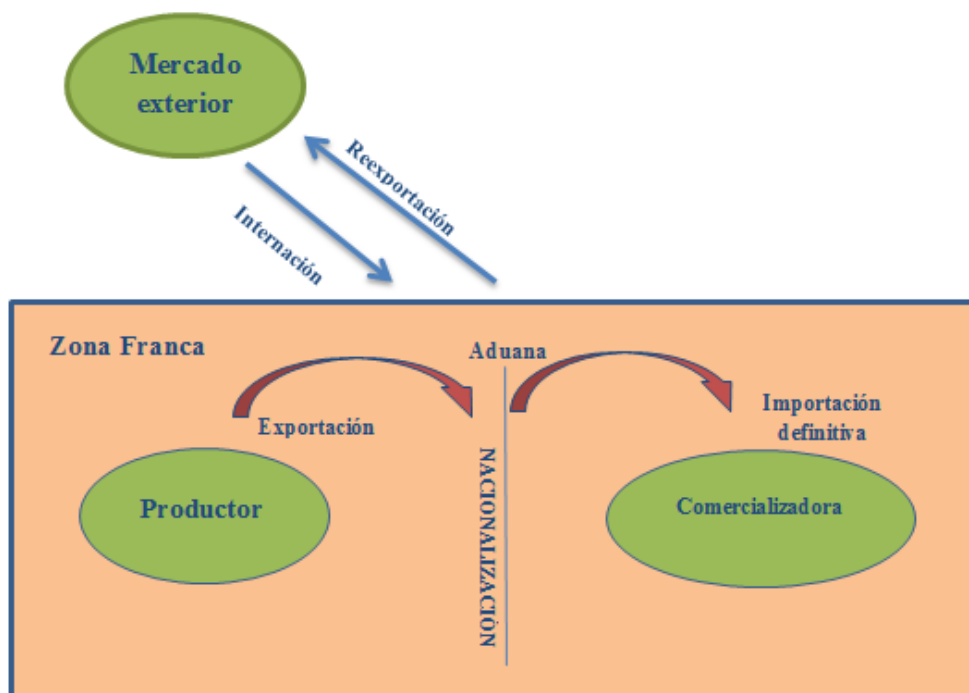 Mercado
exterior
Reexportación
Internación
Zona Franca
Aduana
Exportación
Importación
definitiva
NACIONALIZACIÓN
Productor
Comercializadora